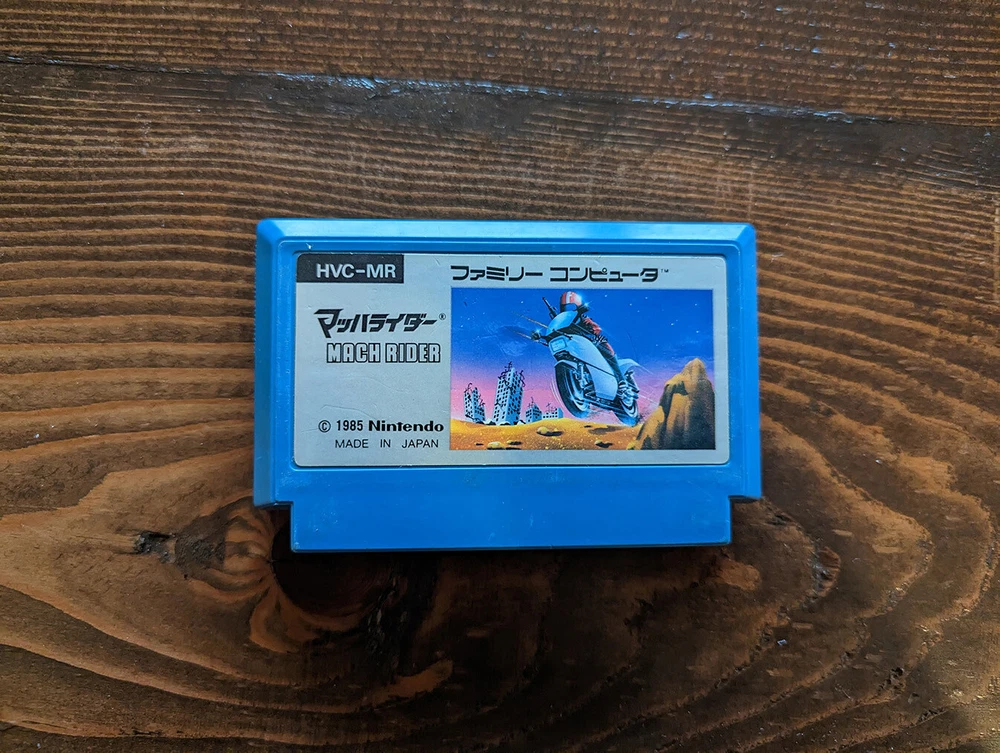 HVC-MR
ファミリー コンピュータ™
マッハライダー®
MACH RIDER
© 1985 Nintendo
MADE IN JAPAN